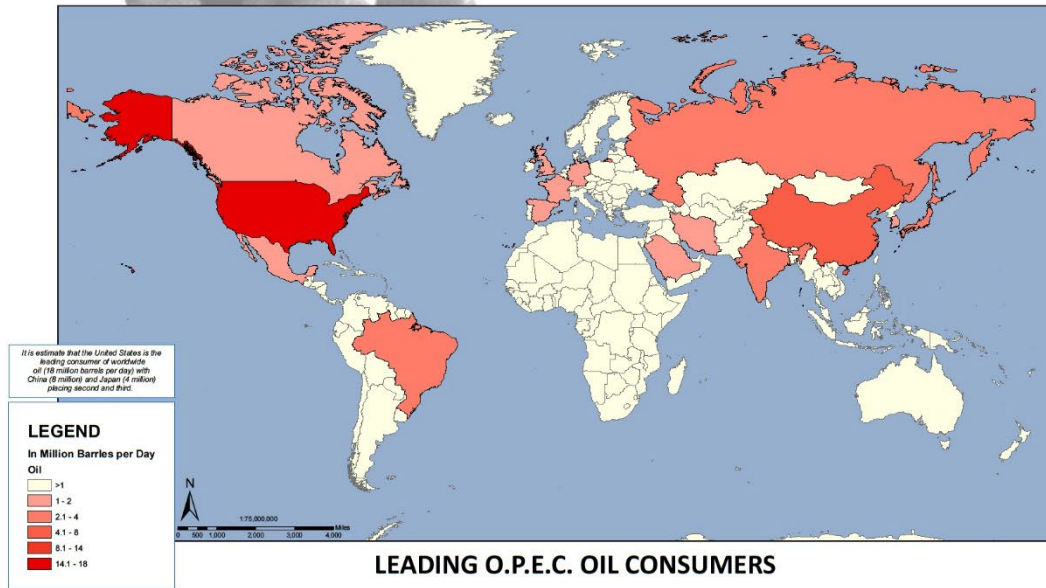 It is estimate that the United States is the
leading consumer of worldwide
oil (18 million barrels per day) with
China (8 million) and Japan (4 million)
placing second and third.
LEGEND
In Million Barrles per Day
Oil
>1
1 - 2
2.1 - 4
4.1 - 8
8.1 - 14
14.1 - 18
N
1:75,000,000
Miles
0 500 1,000 2,000 3,000 4,000
LEADING O.P.E.C. OIL CONSUMERS